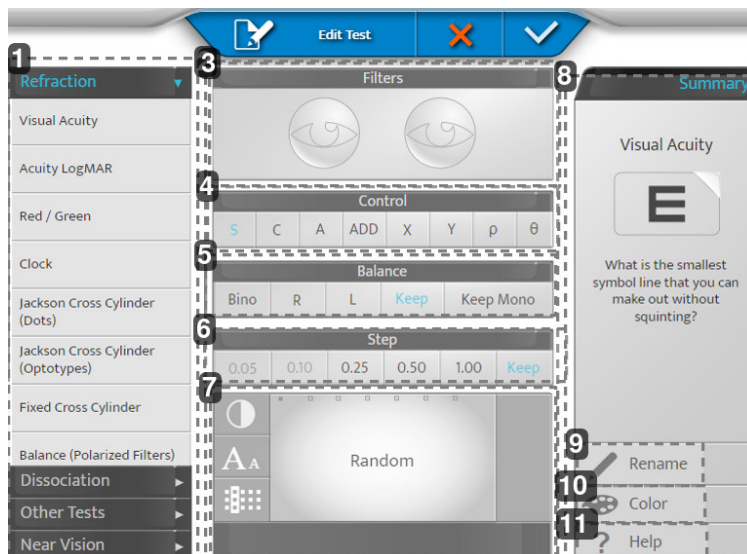 Edit Test
1
Refraction
Visual Acuity
Acuity LogMAR
Red / Green
Clock
Jackson Cross Cylinder
(Dots)
Jackson Cross Cylinder
(Optotypes)
Fixed Cross Cylinder
Balance (Polarized Filters)
Dissociation
Other Tests
Near Vision
3
Filters
4
Control
S C A ADD X Y ρ θ
5
Balance
Bino R L Keep Keep Mono
6
Step
0.05 0.10 0.25 0.50 1.00 Keep
7
A A
Random
8
Summary
Visual Acuity
E
What is the smallest
symbol line that you can
make out without
squinting?
9
Rename
10
Color
11
? Help